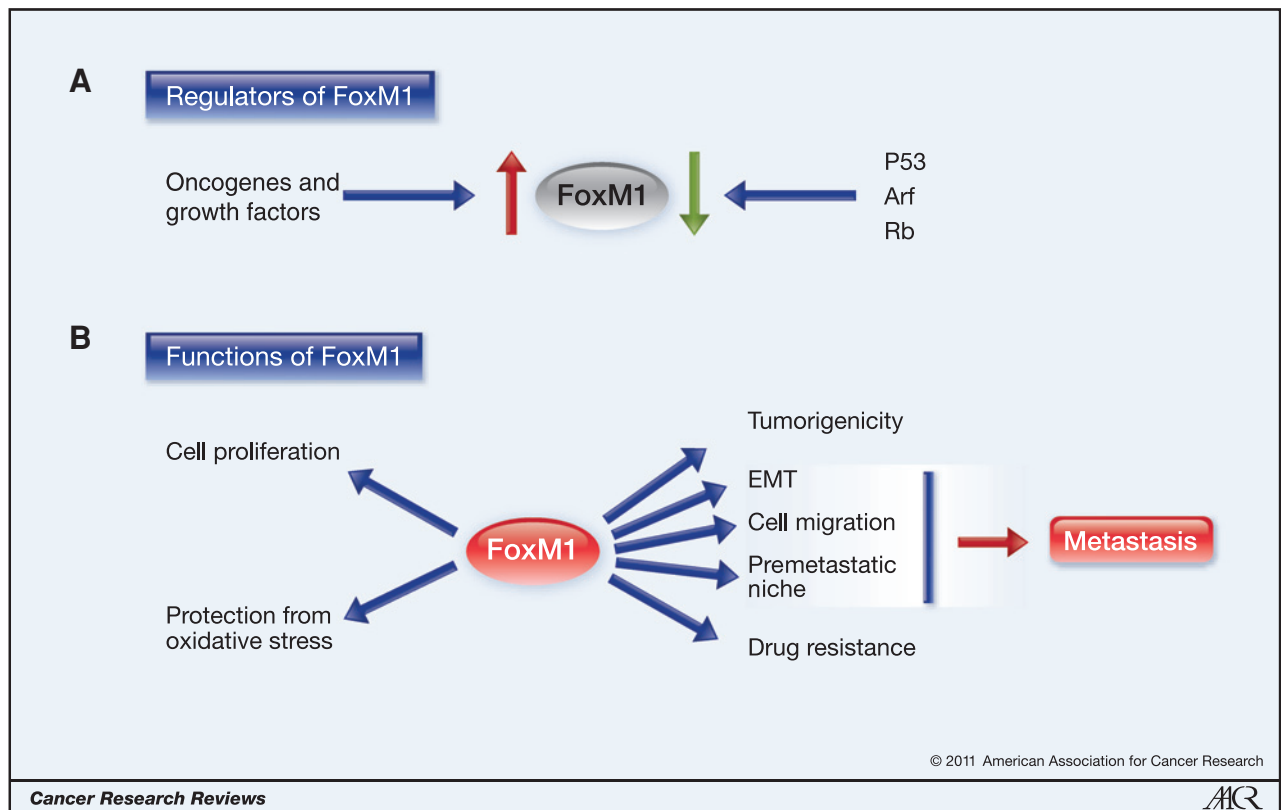 A
Regulators of FoxM1
Oncogenes and
growth factors
FoxM1
P53
Arf
Rb
B
Functions of FoxM1
Cell proliferation
Protection from
oxidative stress
FoxM1
Tumorigenicity
EMT
Cell migration
Premetastatic
niche
Drug resistance
Metastasis
© 2011 American Association for Cancer Research
Cancer Research Reviews
AACR